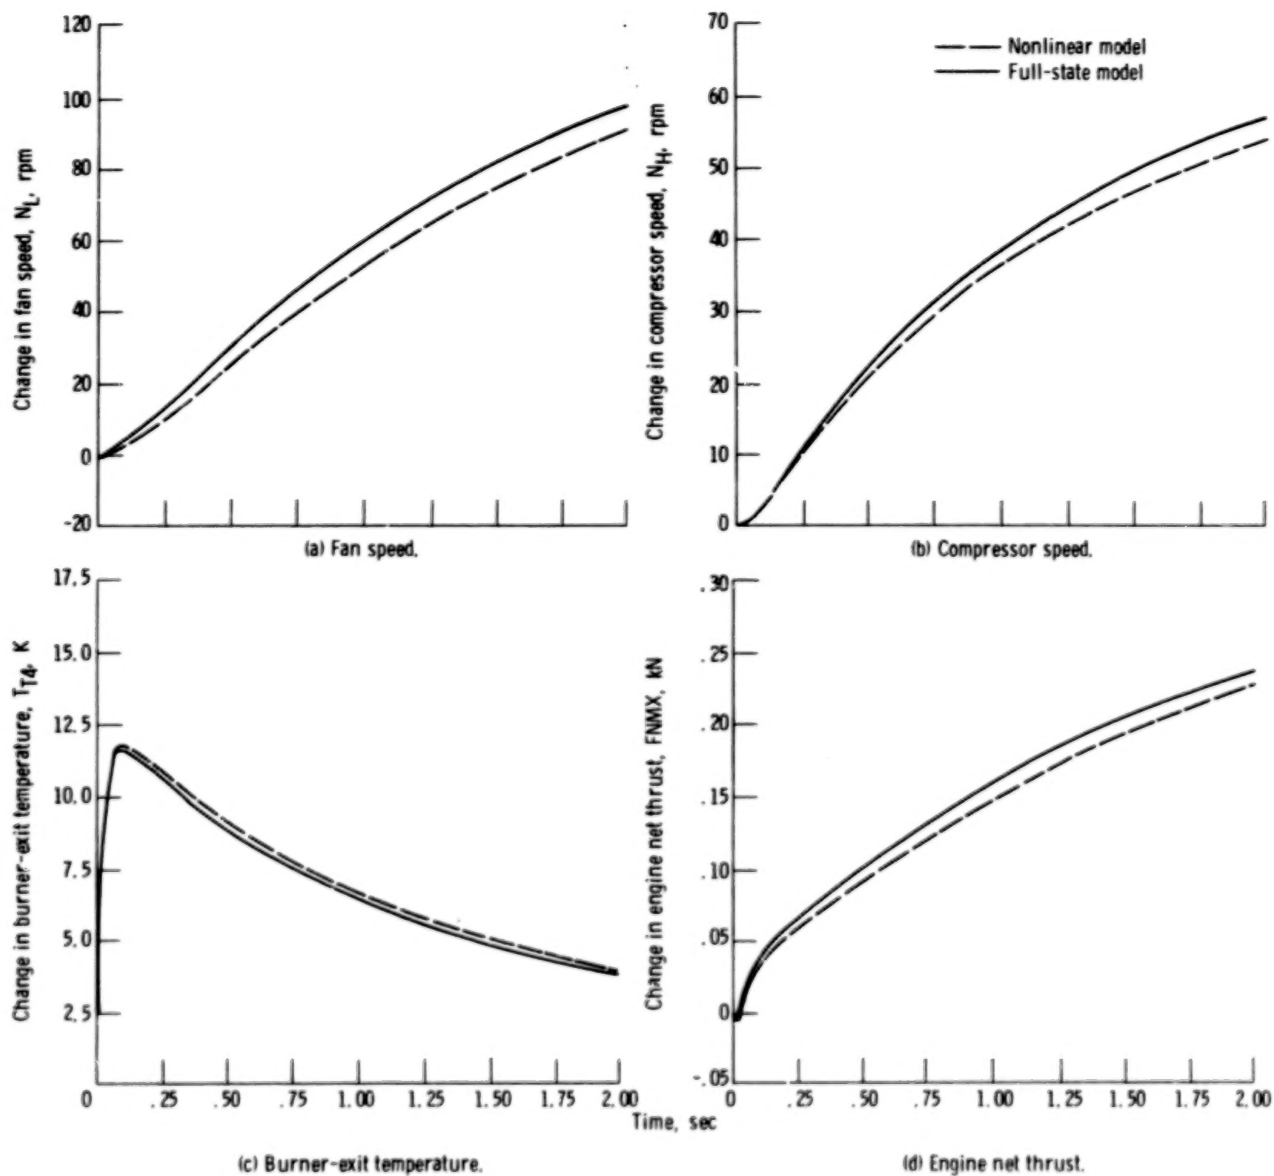 120
100
80
60
40
20
0
-20
Change in fan speed, NL, rpm
(a) Fan speed.
70
60
50
40
30
20
10
0
Change in compressor speed, NH, rpm
Nonlinear model
Full-state model
(b) Compressor speed.
17.5
15.0
12.5
10.0
7.5
5.0
2.5
0 .25 .50 .75 1.00 1.25 1.50 1.75 2.00
Change in burner-exit temperature, TT4, K
(c) Burner-exit temperature.
.30
.25
.20
.15
.10
.05
0
-.05
0 .25 .50 .75 1.00 1.25 1.50 1.75 2.00
Change in engine net thrust, FNMX, kN
Time, sec
(d) Engine net thrust.